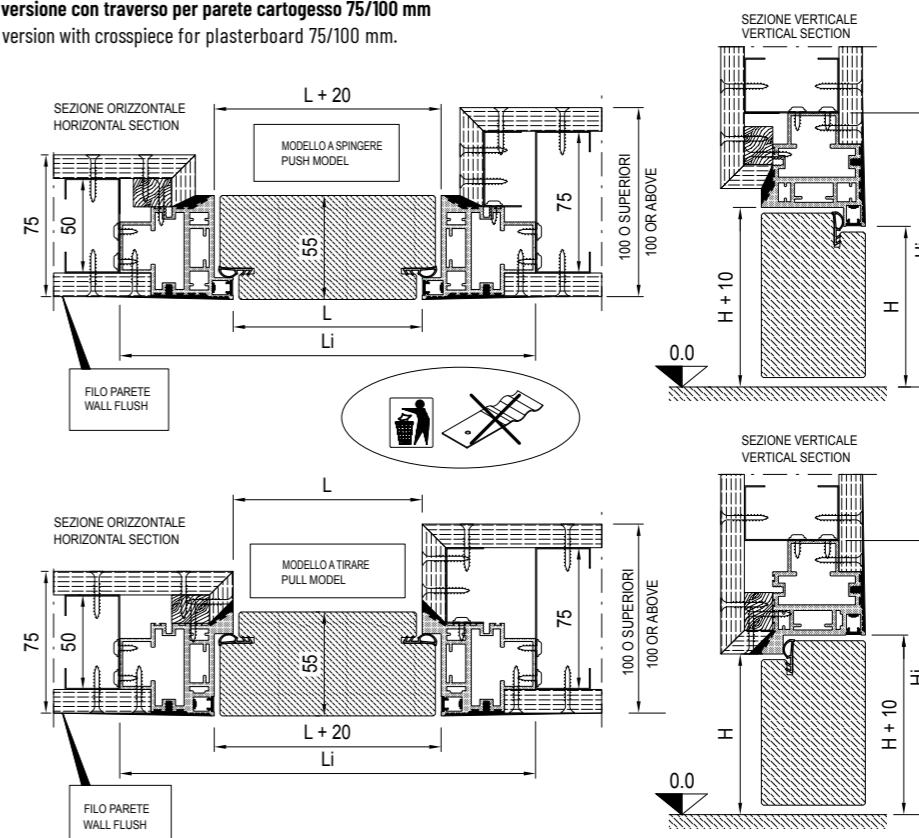 versione con traverso per parete cartogesso 75/100 mm
version with crosspiece for plasterboard 75/100 mm.
SEZIONE ORIZZONTALE
HORIZONTAL SECTION
L + 20
MODELLO A SPINGERE
PUSH MODEL
75
50
55
75
100 O SUPERIORI
100 OR ABOVE
L
Li
FILO PARETE
WALL FLUSH
SEZIONE VERTICALE
VERTICAL SECTION
H + 10
H
Hi
0.0
SEZIONE ORIZZONTALE
HORIZONTAL SECTION
L
MODELLO A TIRARE
PULL MODEL
75
50
55
75
100 O SUPERIORI
100 OR ABOVE
L + 20
Li
FILO PARETE
WALL FLUSH
SEZIONE VERTICALE
VERTICAL SECTION
H
H + 10
Hi
0.0